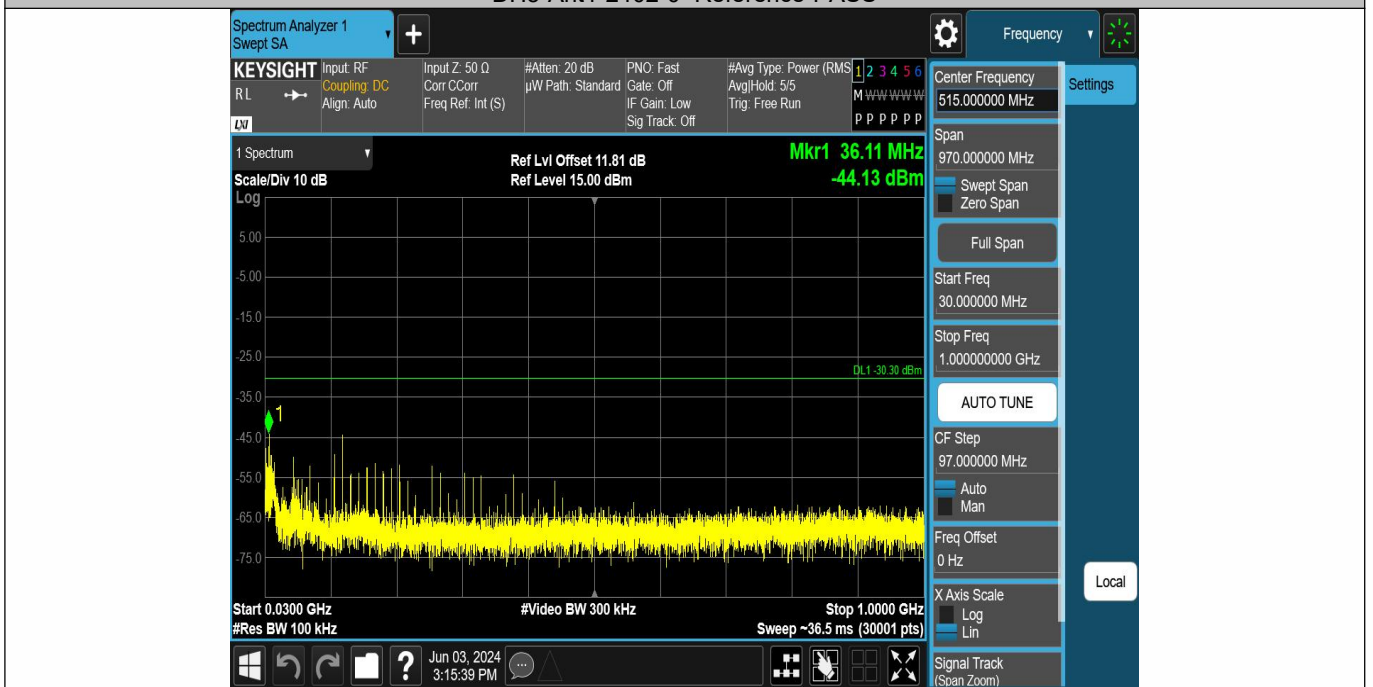 Spectrum Analyzer 1
Swept SA
Frequency
KEYSIGHT
Input: RF
Coupling: DC
Align: Auto
Input Z: 50 Ω
Corr CCorr
Freq Ref: Int (S)
#Atten: 20 dB
µW Path: Standard
PNO: Fast
Gate: Off
IF Gain: Low
Sig Track: Off
#Avg Type: Power (RMS
Avg|Hold: 5/5
Trig: Free Run
1 2 3 4 5 6
M W W W W W
P P P P P P
RL
LXI
1 Spectrum
Scale/Div 10 dB
Log
Ref Lvl Offset 11.81 dB
Ref Level 15.00 dBm
Mkr1 36.11 MHz
-44.13 dBm
5.00
-5.00
-15.0
-25.0
DL1 -30.30 dBm
-35.0
1
-45.0
-55.0
-65.0
-75.0
Start 0.0300 GHz
#Res BW 100 kHz
#Video BW 300 kHz
Stop 1.0000 GHz
Sweep ~36.5 ms (30001 pts)
?
Jun 03, 2024
3:15:39 PM
Center Frequency
515.000000 MHz
Settings
Span
970.000000 MHz
Swept Span
Zero Span
Full Span
Start Freq
30.000000 MHz
Stop Freq
1.000000000 GHz
AUTO TUNE
CF Step
97.000000 MHz
Auto
Man
Freq Offset
0 Hz
X Axis Scale
Log
Lin
Local
Signal Track
(Span Zoom)